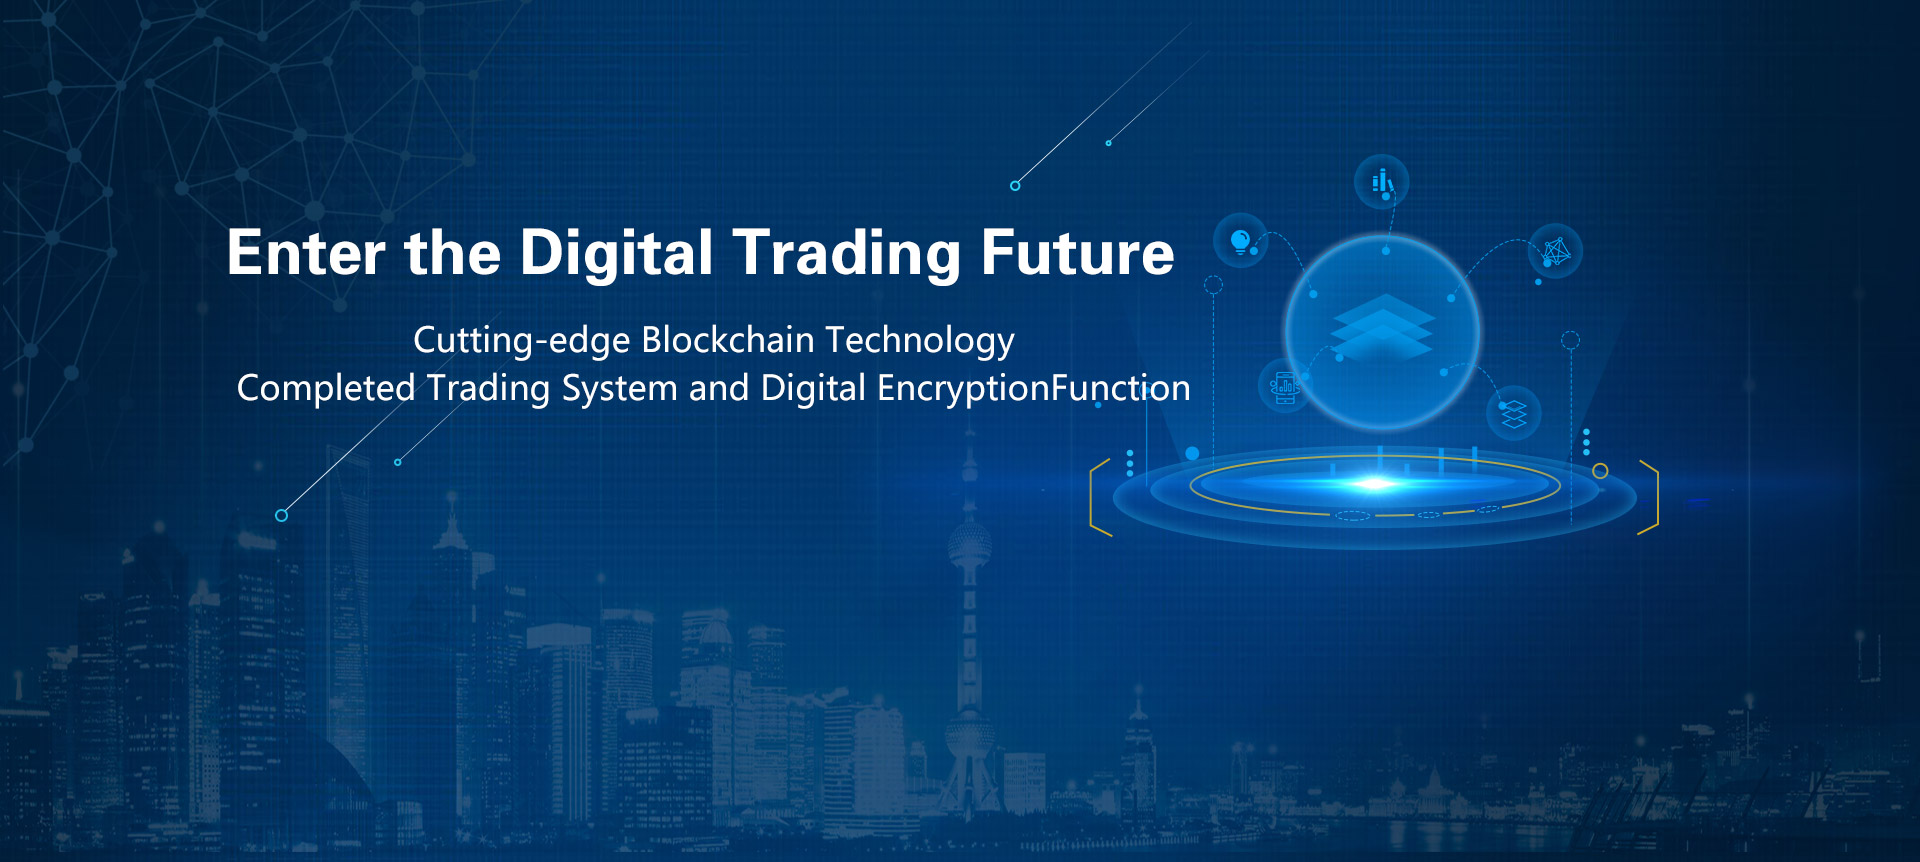 Enter the Digital Trading Future
Cutting-edge Blockchain Technology
Completed Trading System and Digital EncryptionFunction